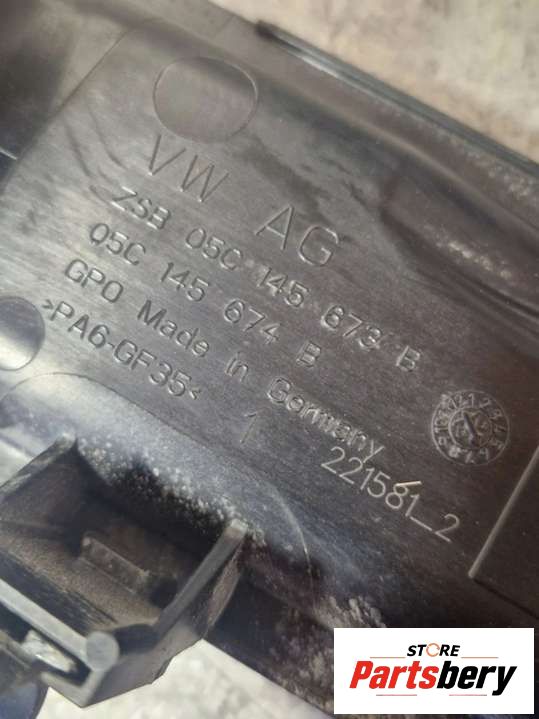 VW AG
ZSB 05C 145 673 B
05C 145 674 B
GPO Made in Germany
>PA6-GF35<
1
221581_2
STORE
Partsbery